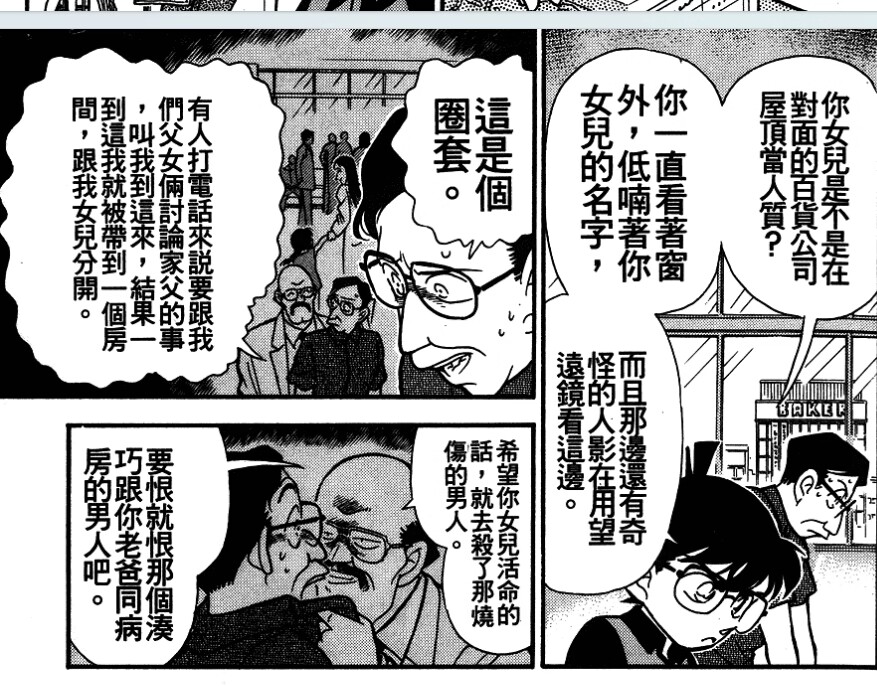 你女兒是不是在
對面的百貨公司
屋頂當人質?
你一直看著窗
外,低喃著你
女兒的名字,
而且那邊還有奇
怪的人影在用望
遠鏡看這邊。
BAKER
這是個
圈套。
有人打電話來說要跟我
們父女倆討論家父的事
,叫我到這來,結果一
到這我就被帶到一個房
間,跟我女兒分開。
希望你女兒活命的
話,就去殺了那燒
傷的男人。
要恨就恨那個湊
巧跟你老爸同病
房的男人吧。